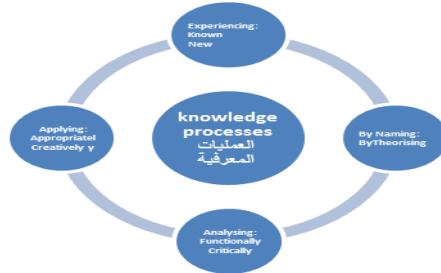 Experiencing:
Known
New
knowledge
processes
العمليات
المعرفية
By Naming:
ByTheorising
Analysing:
Functionally
Critically
Applying:
Appropriatel
Creatively y